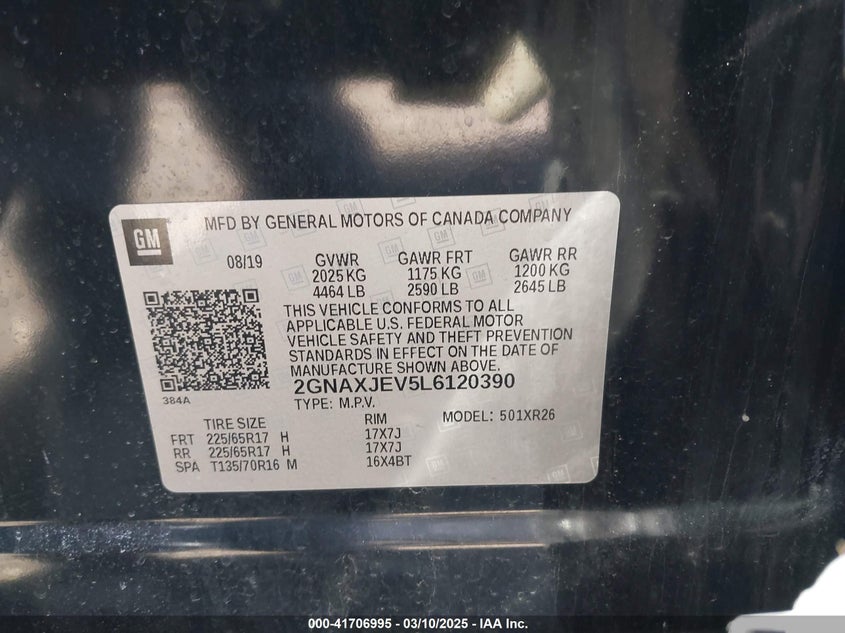 GM
MFD BY GENERAL MOTORS OF CANADA COMPANY
08/19 GVWR GAWR FRT GAWR RR
2025 KG 1175 KG 1200 KG
4464 LB 2590 LB 2645 LB
THIS VEHICLE CONFORMS TO ALL
APPLICABLE U.S. FEDERAL MOTOR
VEHICLE SAFETY AND THEFT PREVENTION
STANDARDS IN EFFECT ON THE DATE OF
MANUFACTURE SHOWN ABOVE.
384A
2GNAXJEV5L6120390
TYPE: M.P.V.
TIRE SIZE RIM MODEL: 501XR26
FRT 225/65R17 H 17X7J
RR 225/65R17 H 17X7J
SPA T135/70R16 M 16X4BT
000-41706995 — 03/10/2025 — IAA Inc.